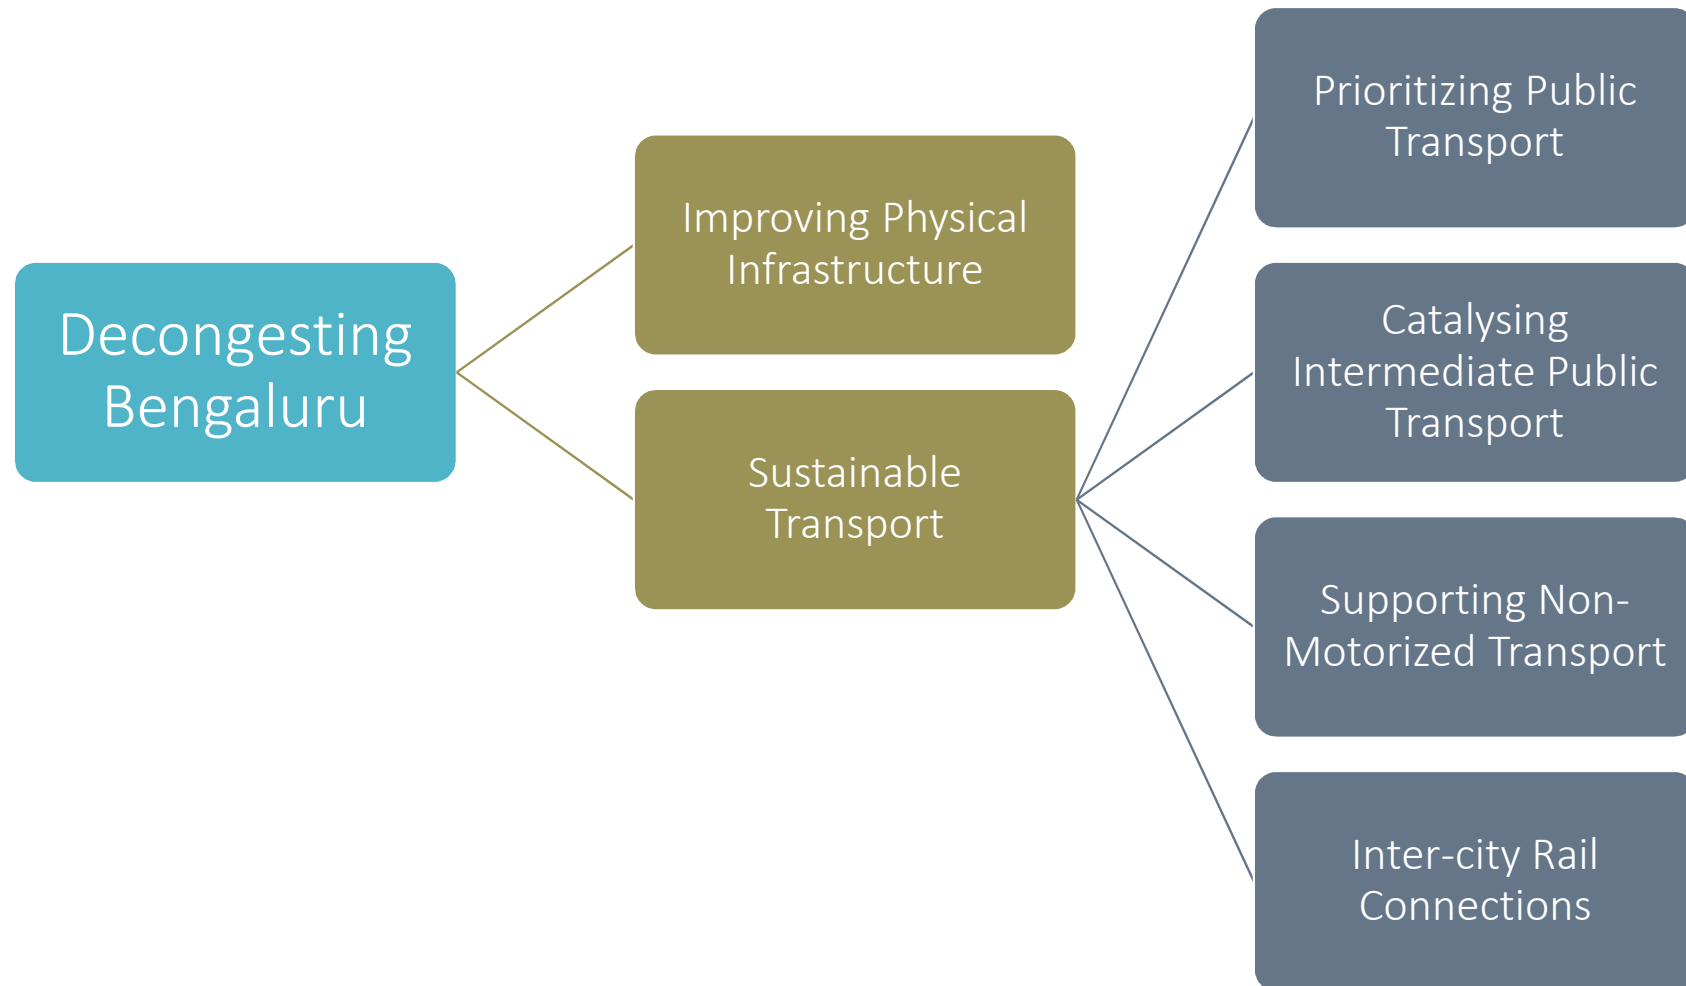 Decongesting
Bengaluru
Improving Physical
Infrastructure
Sustainable
Transport
Prioritizing Public
Transport
Catalysing
Intermediate Public
Transport
Supporting Non-
Motorized Transport
Inter-city Rail
Connections